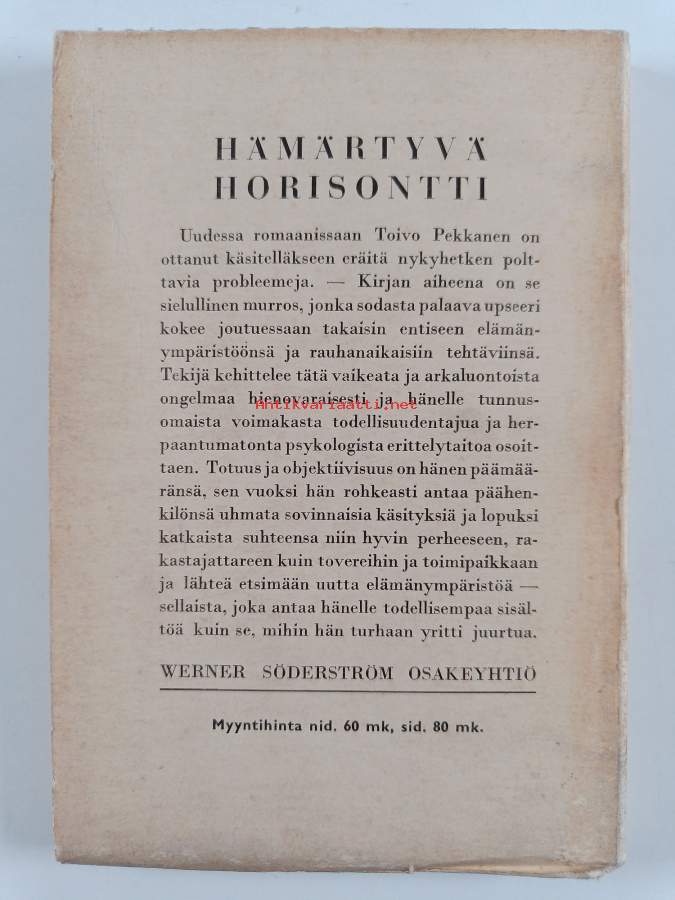 HÄMÄRTYVÄ
HORISONTTI
Uudessa romaanissaan Toivo Pekkanen on
ottanut käsitelläkseen eräitä nykyhetken polt-
tavia probleemeja. — Kirjan aiheena on se
sielullinen murros, jonka sodasta palaava upseeri
kokee joutuessaan takaisin entiseen elämän-
ympäristöönsä ja rauhanaikaisiin tehtäviinsä.
Tekijä kehittelee tätä vaikeata ja arkaluontoista
ongelmaa hienovaraisesti ja hänelle tunnus-
Antikvariaatti.net
omaista voimakasta todellisuudentajua ja her-
paantumatonta psykologista erittelytaitoa osoit-
taen. Totuus ja objektiivisuus on hänen päämää-
ränsä, sen vuoksi hän rohkeasti antaa päähen-
kilönsä uhmata sovinnaisia käsityksiä ja lopuksi
katkaista suhteensa niin hyvin perheeseen, ra-
kastajattareen kuin tovereihin ja toimipaikkaan
ja lähteä etsimään uutta elämänympäristöä —
sellaista, joka antaa hänelle todellisempaa sisäl-
töä kuin se, mihin hän turhaan yritti juurtua.
WERNER SÖDERSTRÖM OSAKEYHTIÖ
Myyntihinta nid. 60 mk, sid. 80 mk.